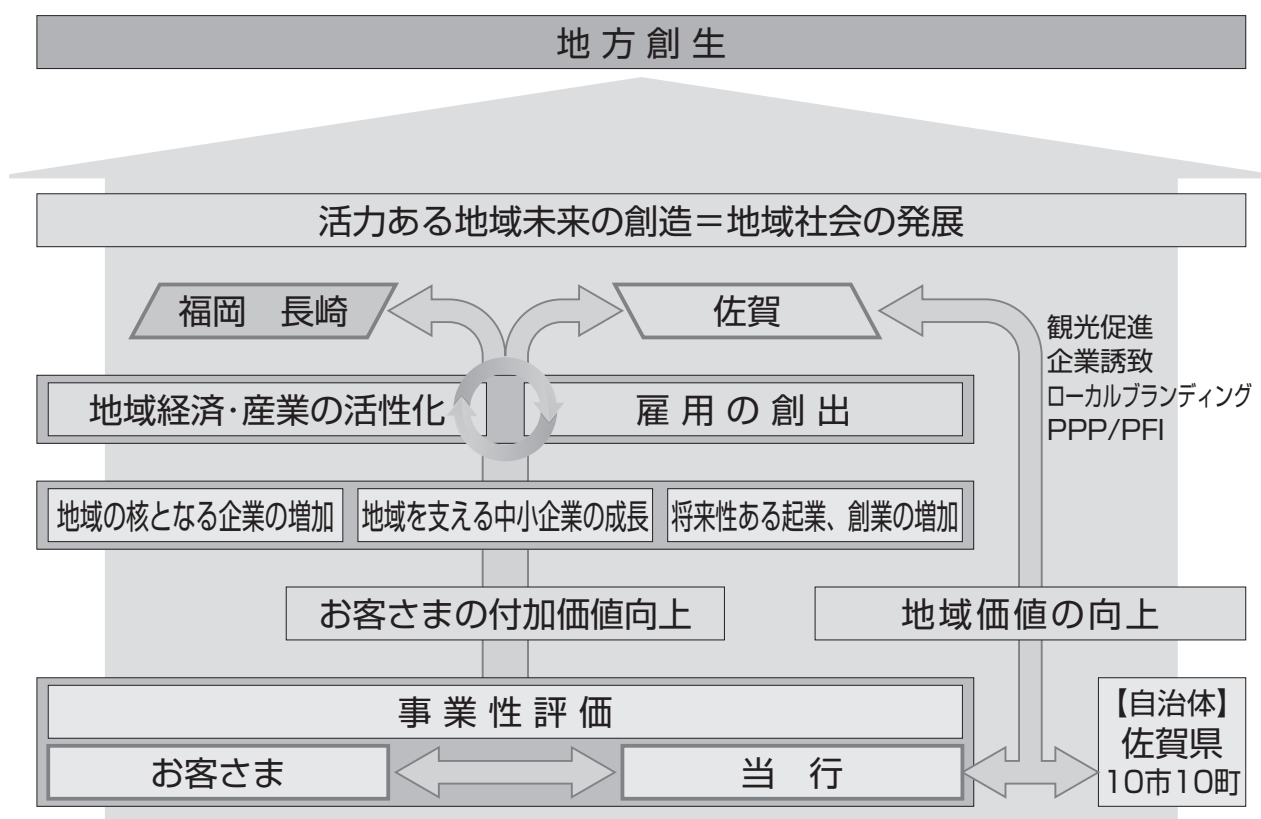 地方創生
活力ある地域未来の創造＝地域社会の発展
福岡　長崎
佐賀
観光促進
企業誘致
ローカルブランディング
PPP/PFI
地域経済・産業の活性化
雇用の創出
地域の核となる企業の増加
地域を支える中小企業の成長
将来性ある起業、創業の増加
お客さまの付加価値向上
地域価値の向上
事業性評価
お客さま
当　行
【自治体】
佐賀県
10市10町